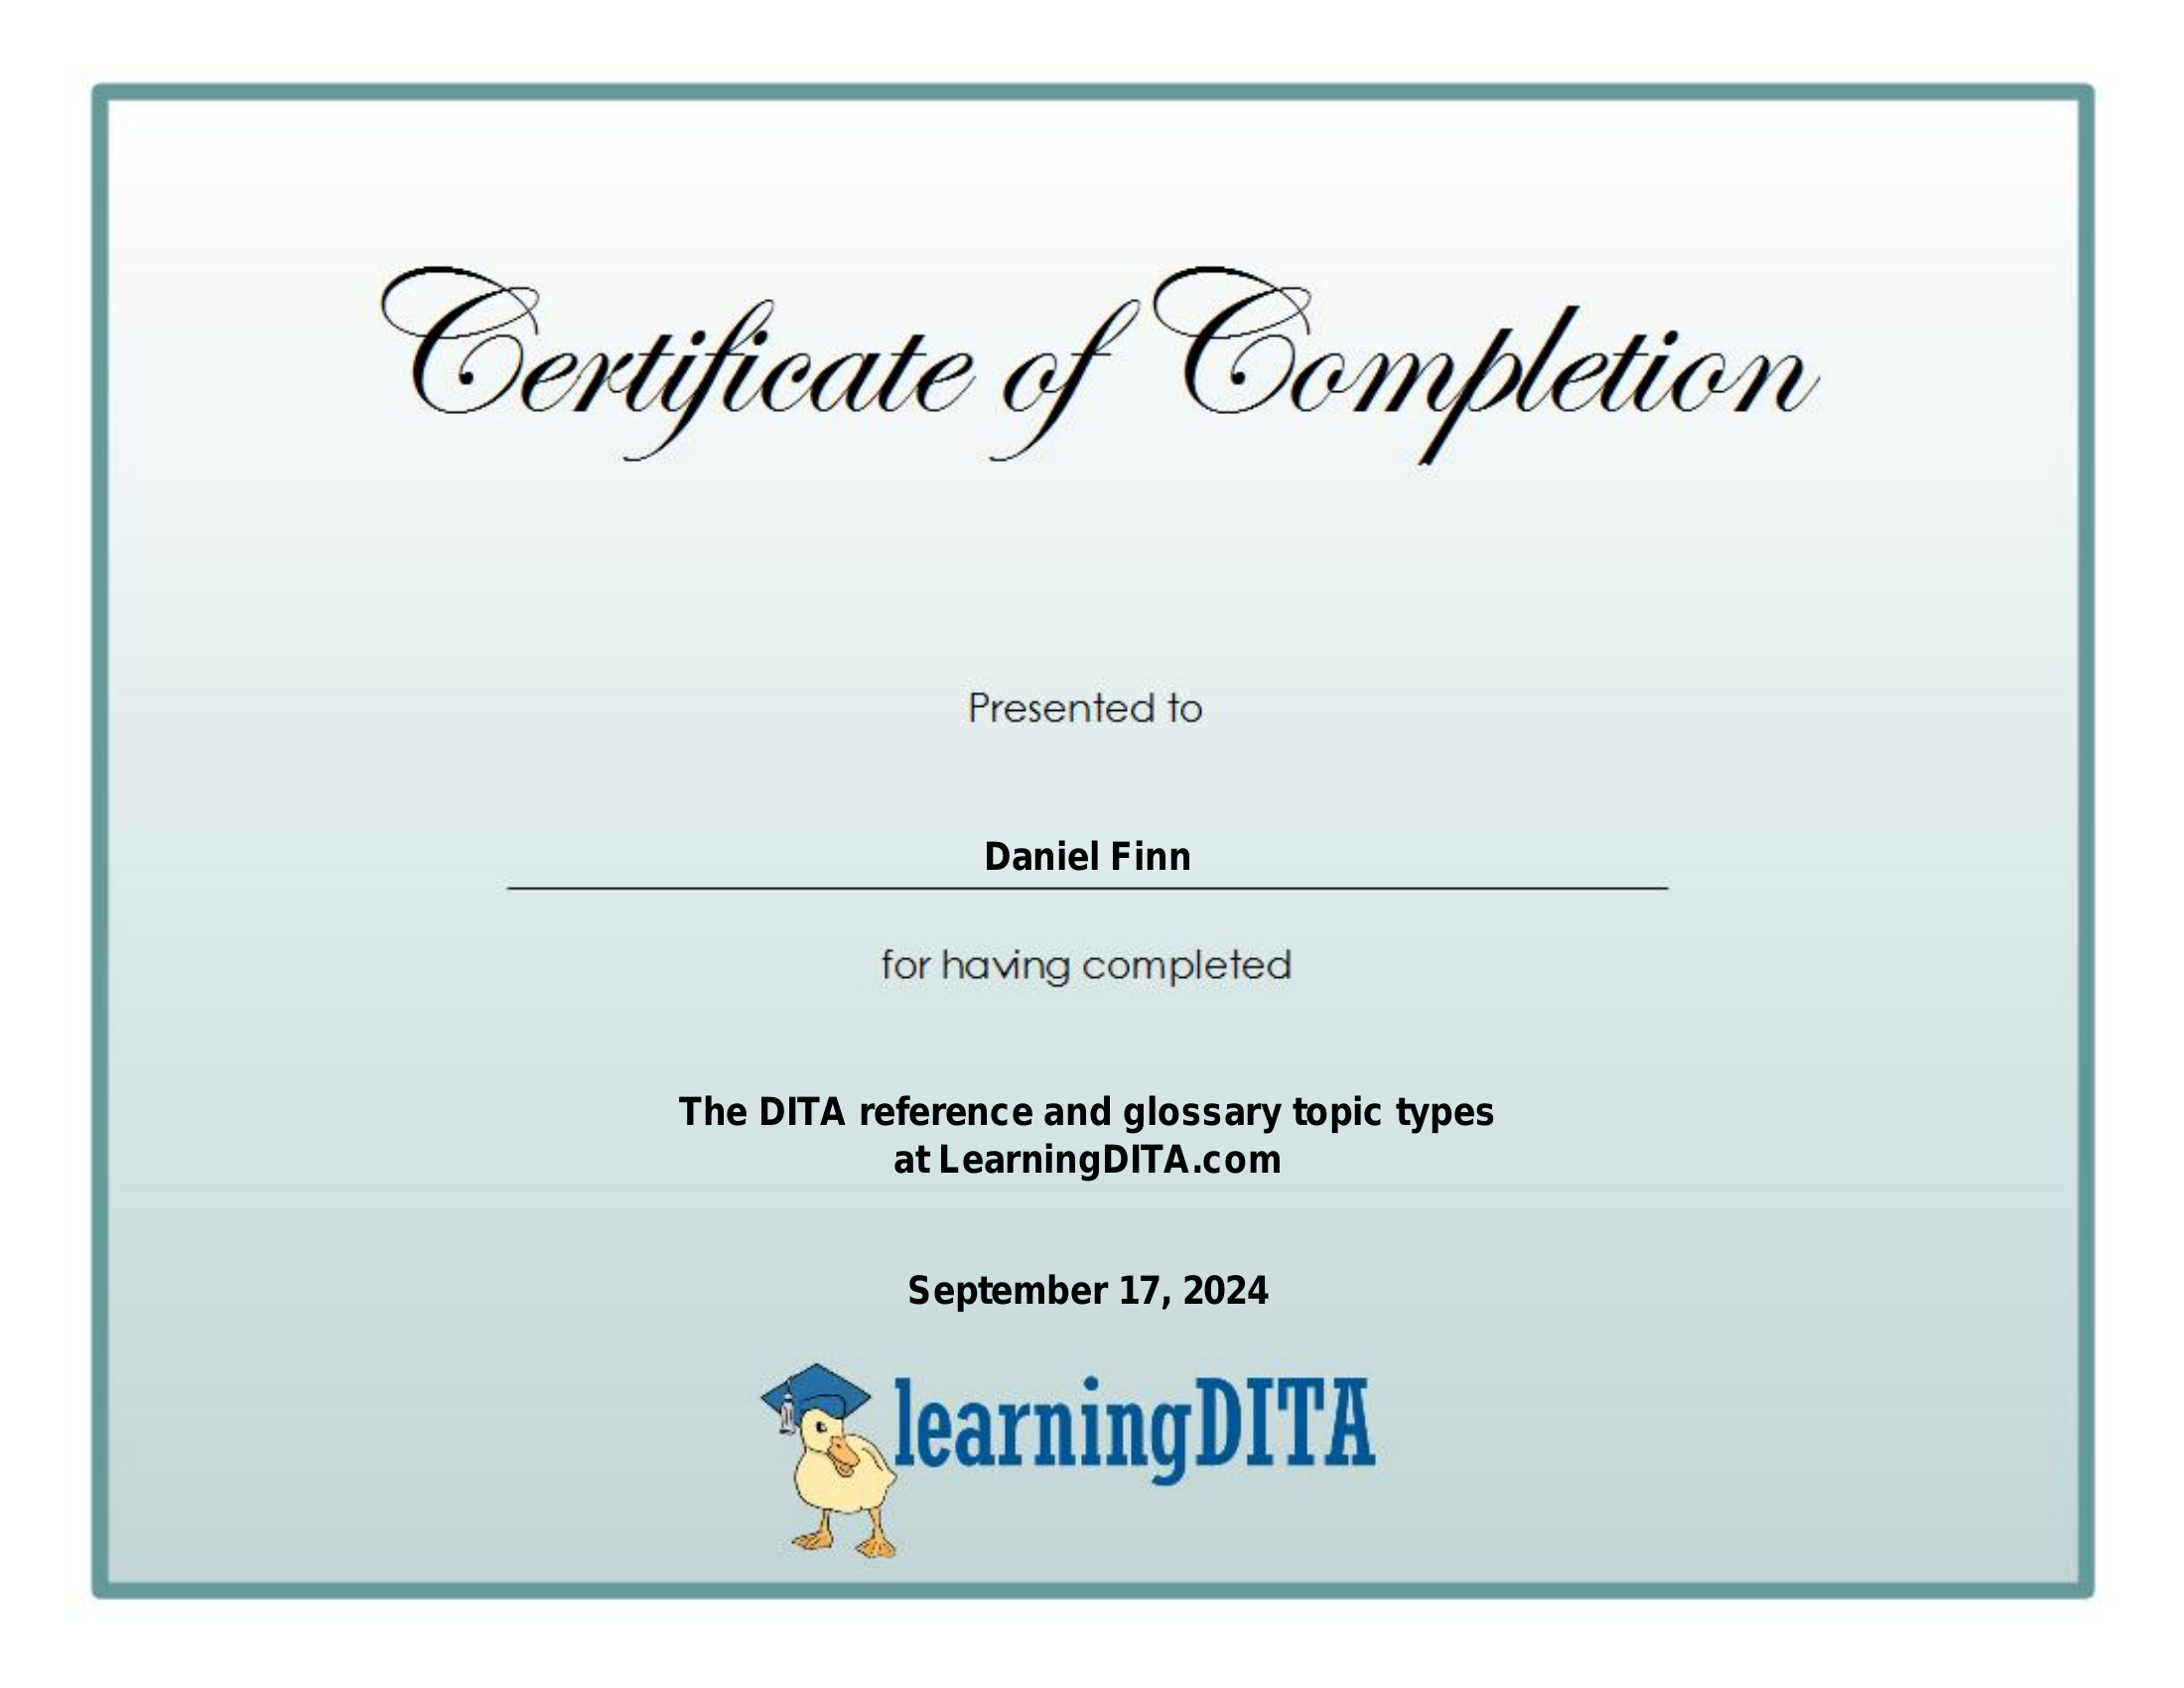 Certificate of Completion
Presented to
Daniel Finn
for having completed
The DITA reference and glossary topic types
at LearningDITA.com
September 17, 2024
learningDITA